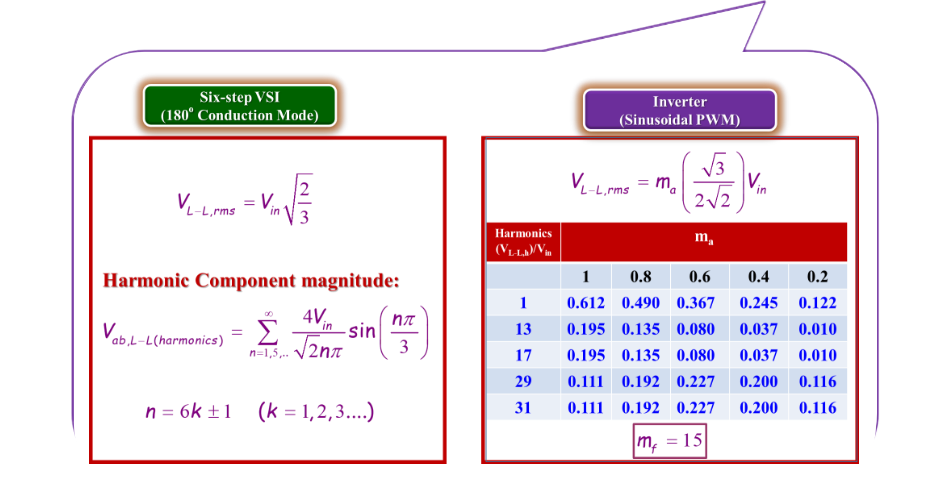 Six-step VSI
(180° Conduction Mode)
V_{L-L,rms} = V_{in} \sqrt{\frac{2}{3}}
Harmonic Component magnitude:
V_{ab,L-L(harmonics)} = \sum_{n=1,5,..}^{\infty} \frac{4V_{in}}{\sqrt{2}n\pi} \sin\left(\frac{n\pi}{3}\right)
n = 6k ± 1 (k = 1,2,3....)
Inverter
(Sinusoidal PWM)
V_{L-L,rms} = m_a \left(\frac{\sqrt{3}}{2\sqrt{2}}\right) V_{in}
Harmonics (V_{L-L,h})/V_{in} m_a
1 0.8 0.6 0.4 0.2
1 0.612 0.490 0.367 0.245 0.122
13 0.195 0.135 0.080 0.037 0.010
17 0.195 0.135 0.080 0.037 0.010
29 0.111 0.192 0.227 0.200 0.116
31 0.111 0.192 0.227 0.200 0.116
m_f = 15